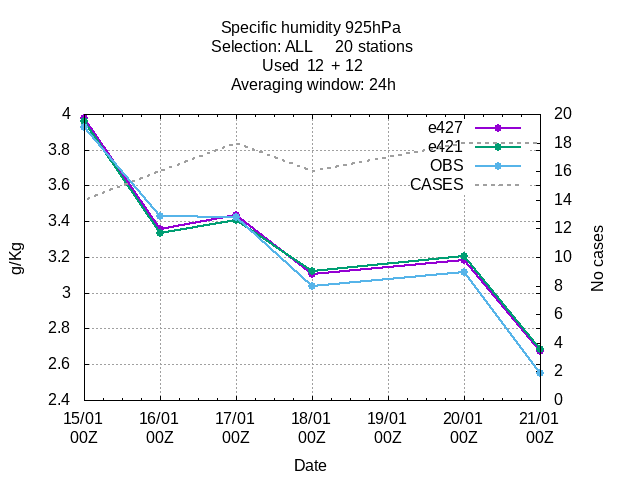 Specific humidity 925hPa
Selection: ALL     20 stations
Used  12  + 12
Averaging window: 24h
4
3.8
3.6
3.4
3.2
3
2.8
2.6
2.4
g/Kg
e427
e421
OBS
CASES
20
18
16
14
12
10
8
6
4
2
0
No cases
15/01 16/01 17/01 18/01 19/01 20/01 21/01
00Z 00Z 00Z 00Z 00Z 00Z 00Z
Date